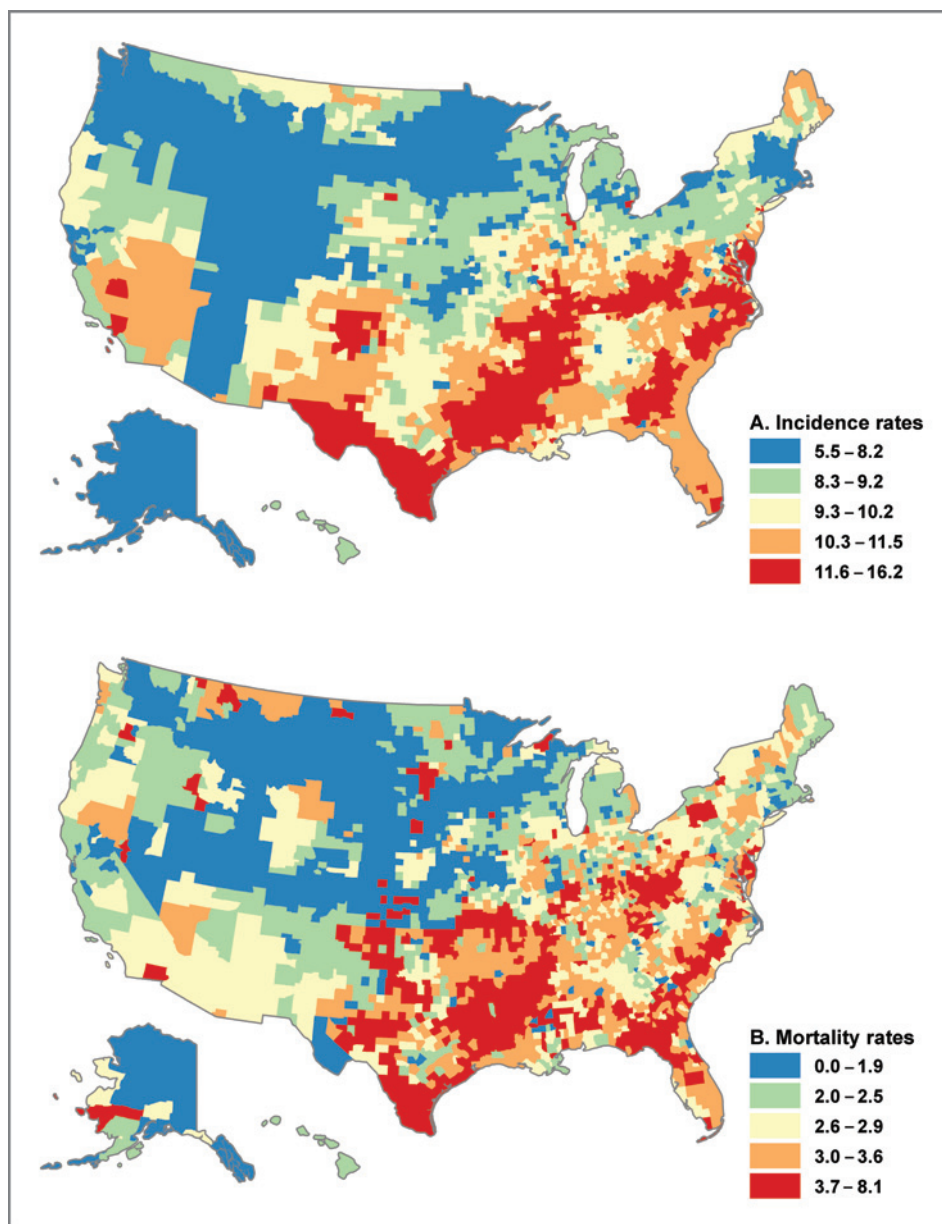 A. Incidence rates
5.5 – 8.2
8.3 – 9.2
9.3 – 10.2
10.3 – 11.5
11.6 – 16.2
B. Mortality rates
0.0 – 1.9
2.0 – 2.5
2.6 – 2.9
3.0 – 3.6
3.7 – 8.1